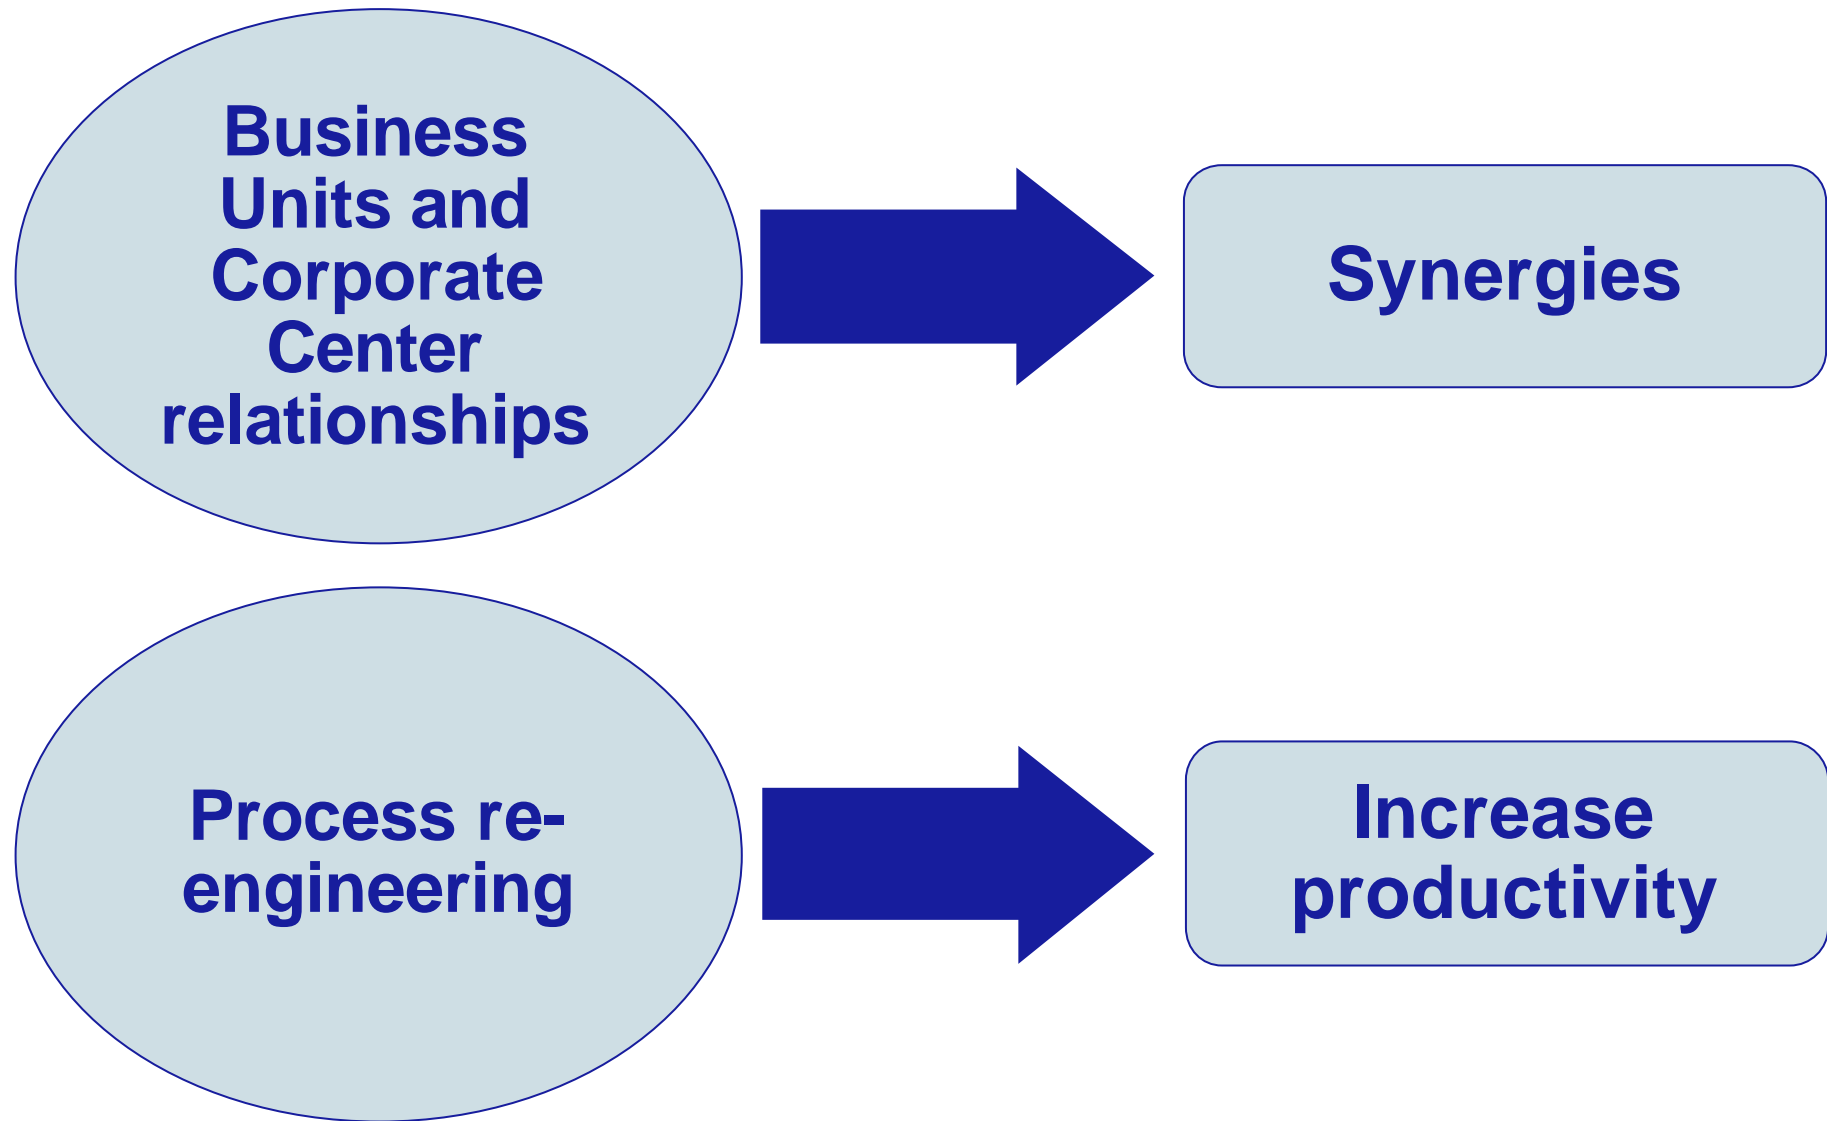 Business
Units and
Corporate
Center
relationships
Synergies
Process re-
engineering
Increase
productivity